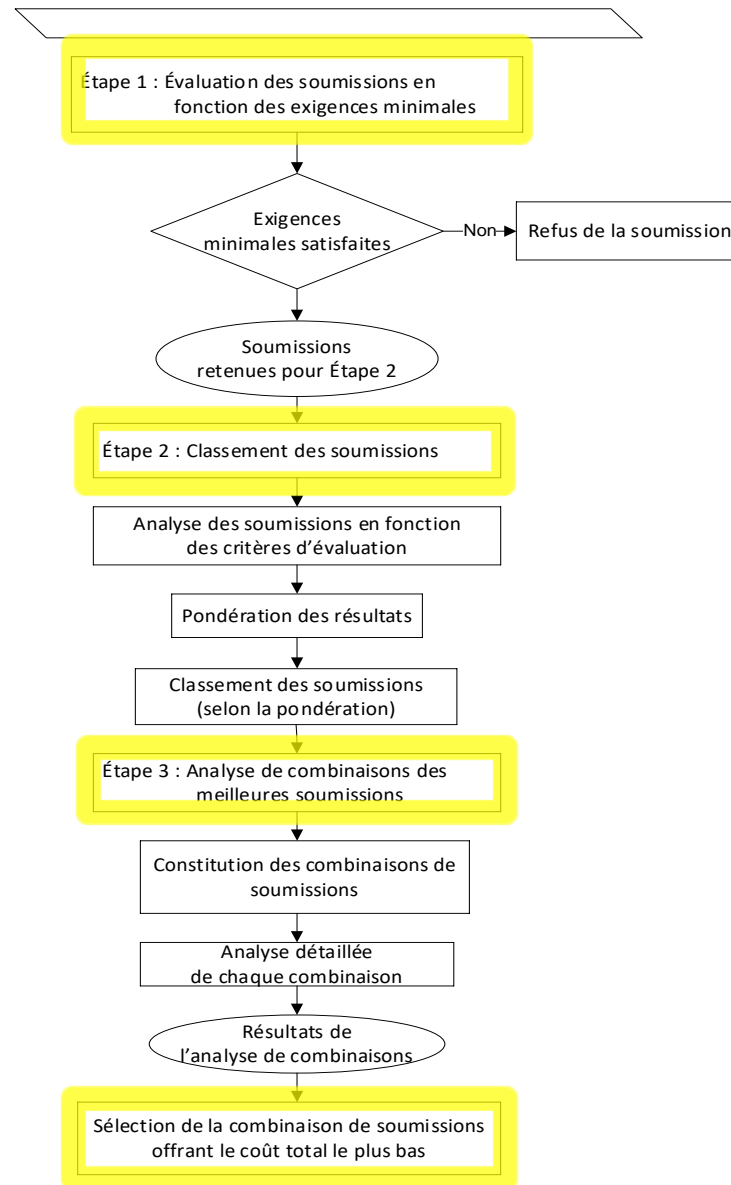 Étape 1 : Évaluation des soumissions en
fonction des exigences minimales
Exigences
minimales satisfaites
Non
Refus de la soumission
Soumissions
retenues pour Étape 2
Étape 2 : Classement des soumissions
Analyse des soumissions en fonction
des critères d'évaluation
Pondération des résultats
Classement des soumissions
(selon la pondération)
Étape 3 : Analyse de combinaisons des
meilleures soumissions
Constitution des combinaisons de
soumissions
Analyse détaillée
de chaque combinaison
Résultats de
l'analyse de combinaisons
Sélection de la combinaison de soumissions
offrant le coût total le plus bas